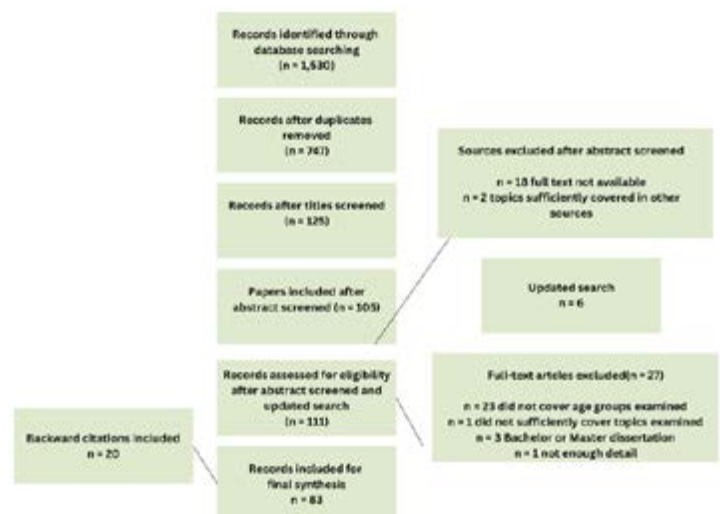 Records identified through
database searching
(n = 1,530)
Records after duplicates
removed
(n = 747)
Records after titles screened
(n = 125)
Papers included after
abstract screened (n = 105)
Records assessed for eligibility
after abstract screened and
updated search
(n = 111)
Records included for
final synthesis
n = 83
Backward citations included
n = 20
Sources excluded after abstract screened
n = 18 full text not available
n = 2 topics sufficiently covered in other
sources
Updated search
n = 6
Full-text articles excluded(n = 27)
n = 23 did not cover age groups examined
n = 1 did not sufficiently cover topics examined
n = 3 Bachelor or Master dissertation
n = 1 not enough detail